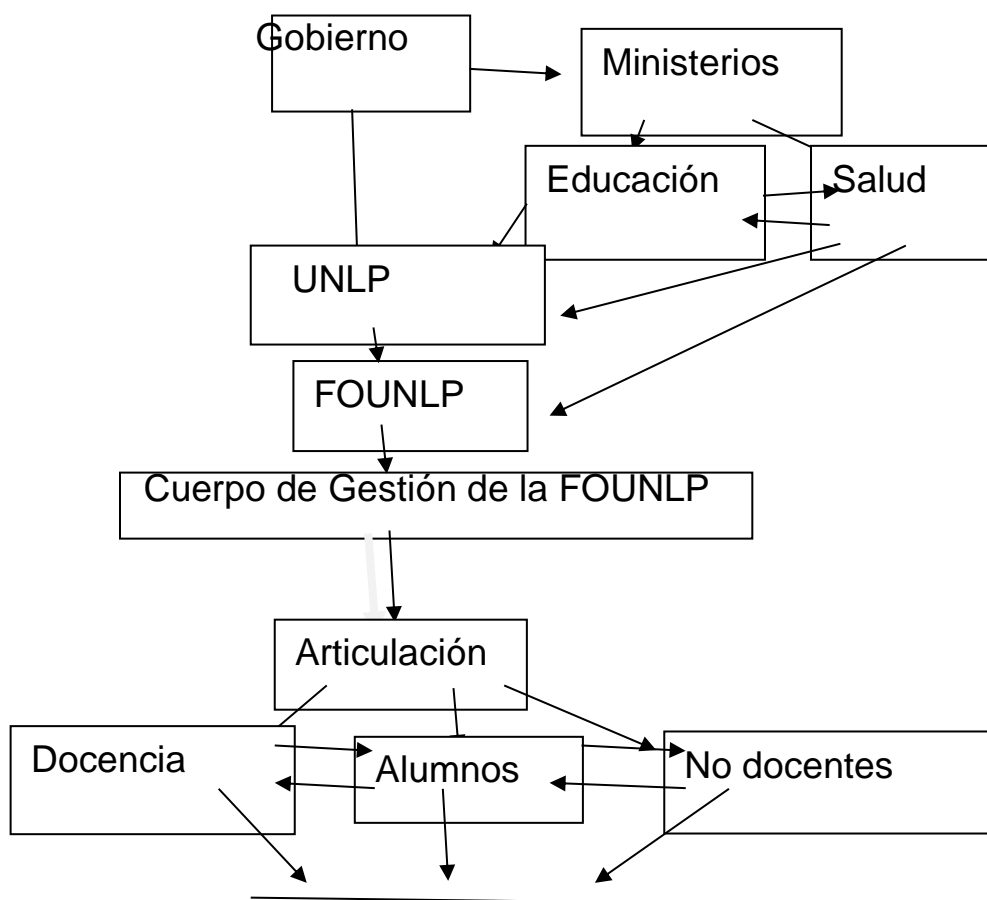 Gobierno
Ministerios
Educación
Salud
UNLP
FOUNLP
Cuerpo de Gestión de la FOUNLP
Articulación
Docencia
Alumnos
No docentes